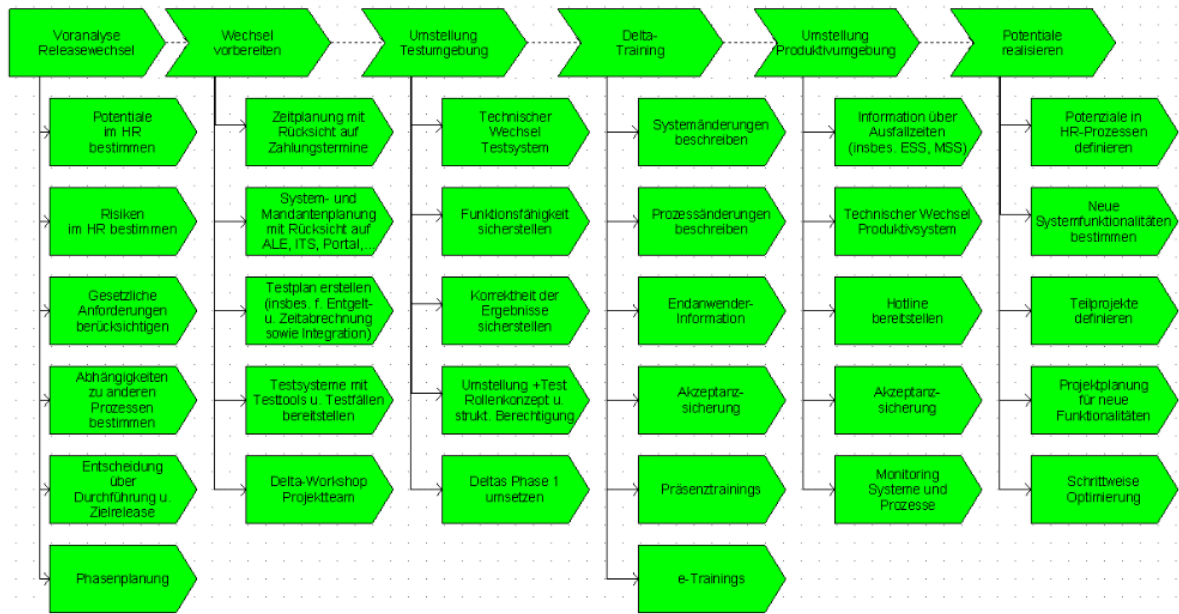 Voranalyse
Releasewechsel
Wechsel
vorbereiten
Umstellung
Testumgebung
Delta-
Training
Umstellung
Produktivumgebung
Potentiale
realisieren
Potentiale
im HR
bestimmen
Risiken
im HR bestimmen
Gesetzliche
Anforderungen
berücksichtigen
Abhängigkeiten
zu anderen
Prozessen
bestimmen
Entscheidung
über
Durchführung u.
Zielrelease
Phasenplanung
Zeitplanung mit
Rücksicht auf
Zahlungstermine
System- und
Mandantenplanung
mit Rücksicht auf
ALE, ITS, Portal,...
Testplan erstellen
(insbes. f. Entgelt-
u. Zeitabrechnung
sowie Integration)
Testsysteme mit
Testtools u. Testfällen
bereitstellen
Delta-Workshop
Projektteam
Technischer
Wechsel
Testsystem
Funktionsfähigkeit
sicherstellen
Korrektheit der
Ergebnisse
sicherstellen
Umstellung +Test
Rollenkonzept u.
strukt. Berechtigung
Deltas Phase 1
umsetzen
Systemänderungen
beschreiben
Prozessänderungen
beschreiben
Endanwender-
Information
Akzeptanz-
sicherung
Präsenztrainings
e-Trainings
Information über
Ausfallzeiten
(insbes. ESS, MSS)
Technischer Wechsel
Produktivsystem
Hotline
bereitstellen
Akzeptanz-
sicherung
Monitoring
Systeme und
Prozesse
Potenziale in
HR-Prozessen
definieren
Neue
Systemfunktionalitäten
bestimmen
Teilprojekte
definieren
Projektplanung
für neue
Funktionalitäten
Schrittweise
Optimierung